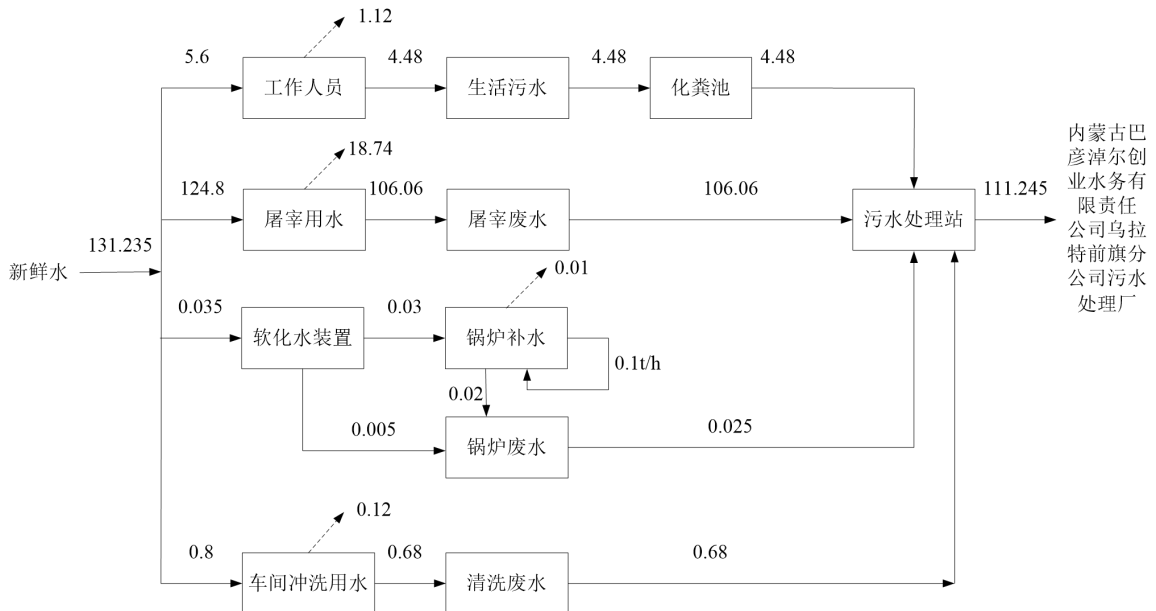 1.12
5.6
工作人员
4.48
生活污水
4.48
化粪池
4.48
18.74
124.8
屠宰用水
106.06
屠宰废水
106.06
污水处理站
111.245
内蒙古巴
彦淖尔创
业水务有
限责任
公司乌拉
特前旗分
公司污水
处理厂
新鲜水
131.235
0.01
0.035
软化水装置
0.03
锅炉补水
0.1t/h
0.02
0.005
锅炉废水
0.025
0.12
0.8
车间冲洗用水
0.68
清洗废水
0.68